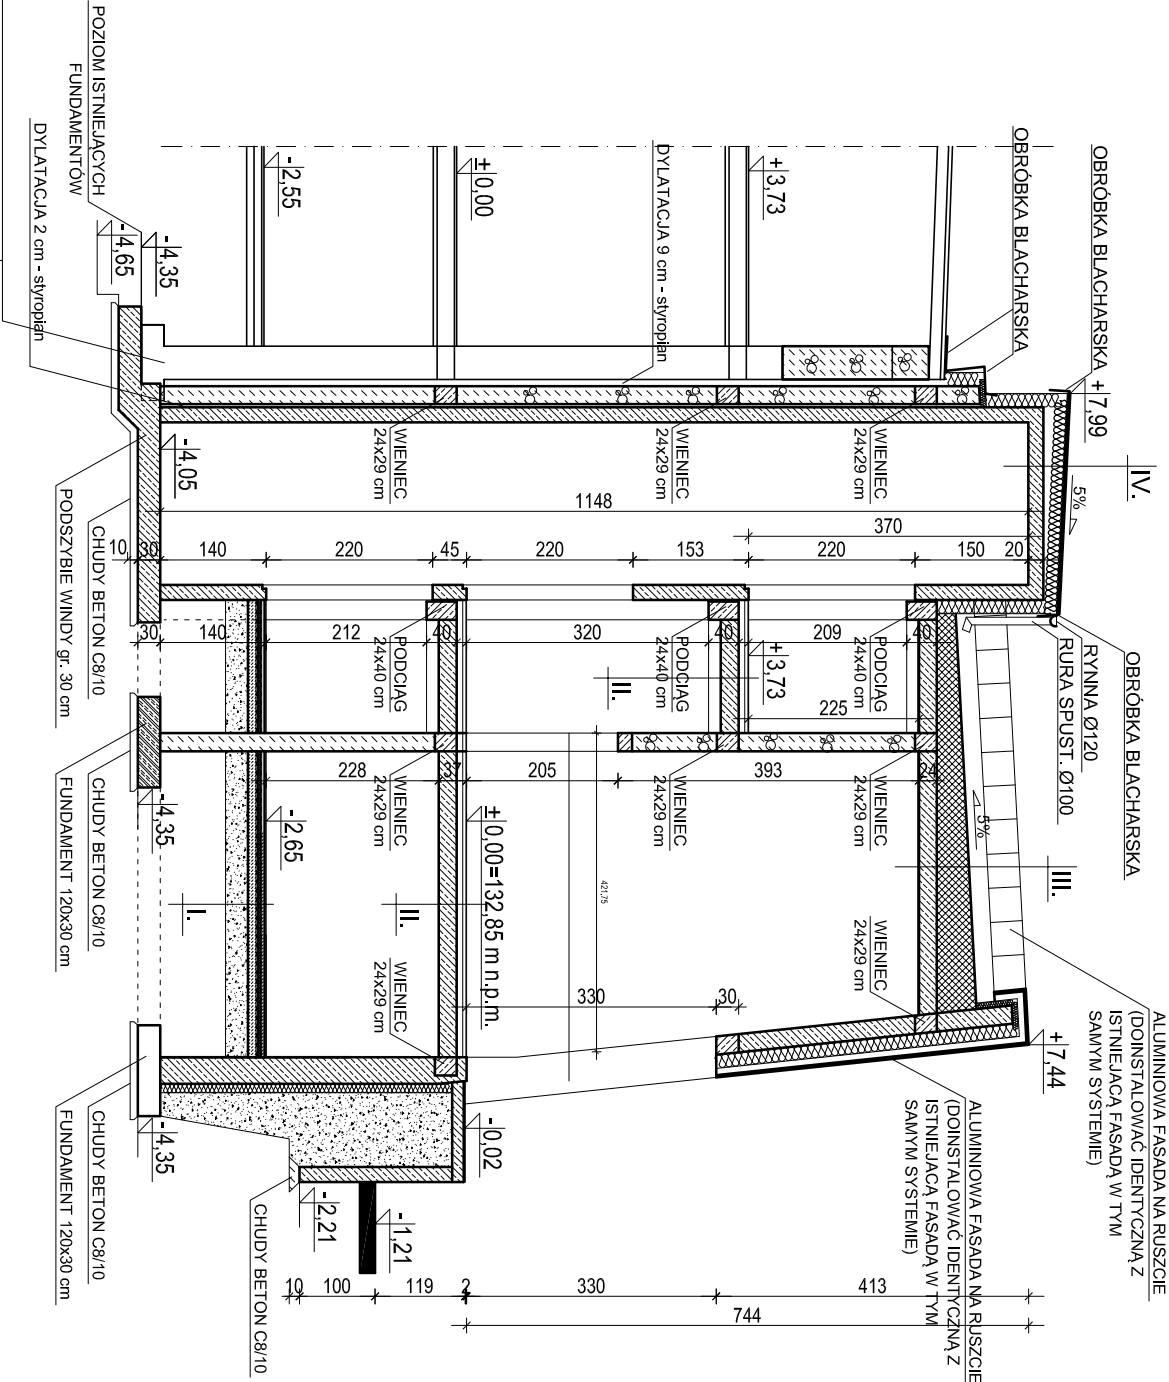 POZIOM ISTNIEJĄCYCH
FUNDAMENTÓW
DYLATACJA 2 cm - styropian
-4,65
-4,35
-2,55
±0,00
+3,73
DYLATACJA 9 cm - styropian
OBRÓBKA BLACHARSKA
OBRÓBKA BLACHARSKA
+7,99
IV.
5%
WIENIEC
24x29 cm
WIENIEC
24x29 cm
WIENIEC
24x29 cm
-4,05
1148
370
10
30
140
220
45
220
153
220
150
20
PODSZYBIE WINDY gr. 30 cm
CHUDY BETON C8/10
30
140
212
40
320
40
209
40
PODCIĄG
24x40 cm
PODCIĄG
24x40 cm
PODCIĄG
24x40 cm
II.
+3,73
225
OBRÓBKA BLACHARSKA
RYNNA Ø120
RURA SPUST. Ø100
228
37
205
393
24
WIENIEC
24x29 cm
WIENIEC
24x29 cm
WIENIEC
24x29 cm
-4,35
CHUDY BETON C8/10
FUNDAMENT 120x30 cm
-2,65
±0,00=132,85 m n.p.m.
421,75
5%
III.
I.
II.
WIENIEC
24x29 cm
WIENIEC
24x29 cm
330
30
+7,44
ALUMINIOWA FASADA NA RUSZCIE
(DOINSTALOWAĆ IDENTYCZNĄ Z
ISTNIEJĄCĄ FASADĄ W TYM
SAMYM SYSTEMIE)
ALUMINIOWA FASADA NA RUSZCIE
(DOINSTALOWAĆ IDENTYCZNĄ Z
ISTNIEJĄCĄ FASADĄ W TYM
SAMYM SYSTEMIE)
-0,02
-4,35
CHUDY BETON C8/10
FUNDAMENT 120x30 cm
-2,21
-1,21
CHUDY BETON C8/10
10
100
119
2
330
413
744